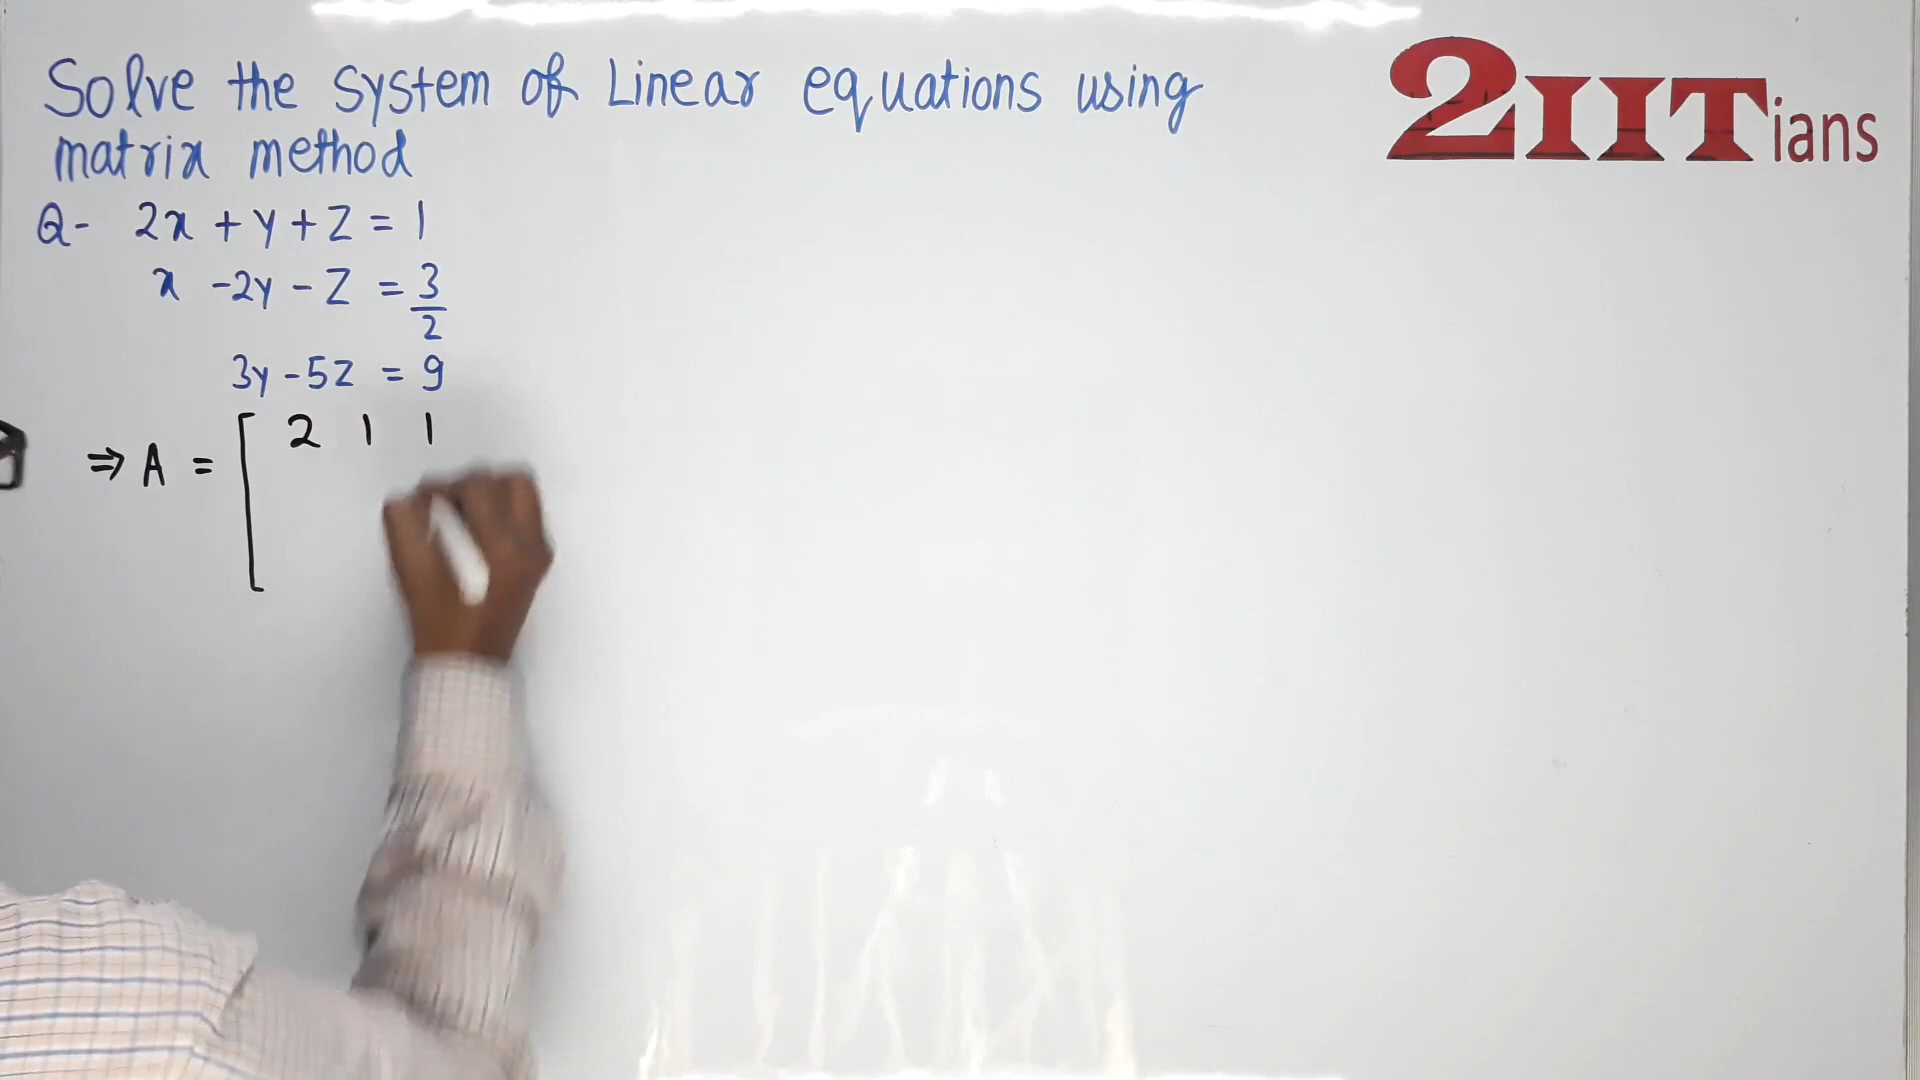 Solve the system of Linear equations using
matrix method
2IITians
Q- 2x + y + z = 1
x -2y - z = 3/2
3y - 5z = 9
⇒ A = [ 2 1 1